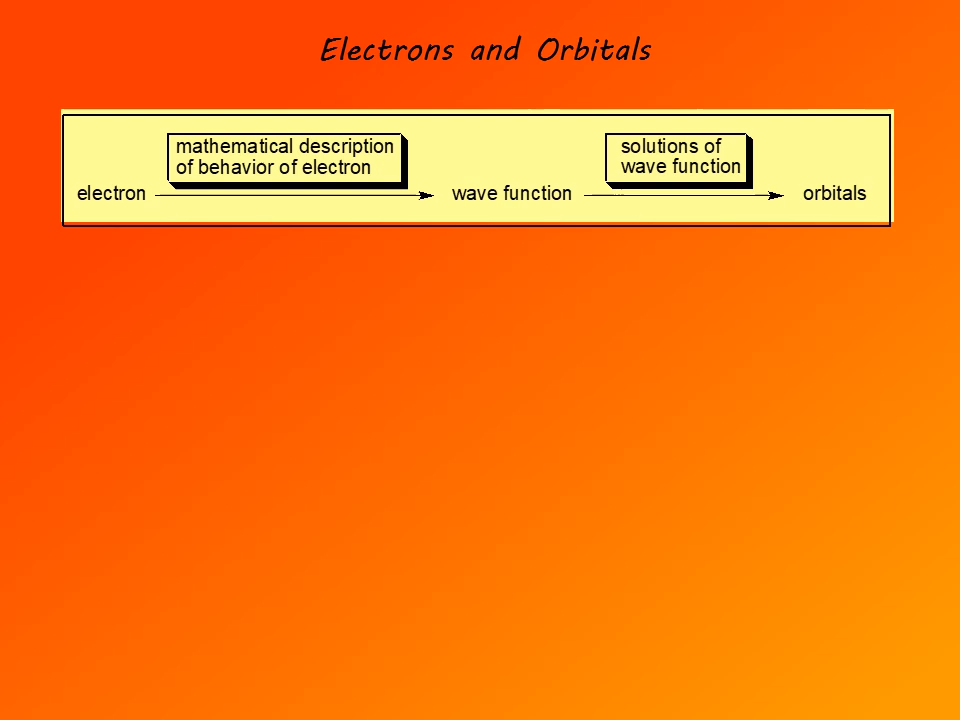 Electrons and Orbitals
mathematical description
of behavior of electron
solutions of
wave function
electron
wave function
orbitals